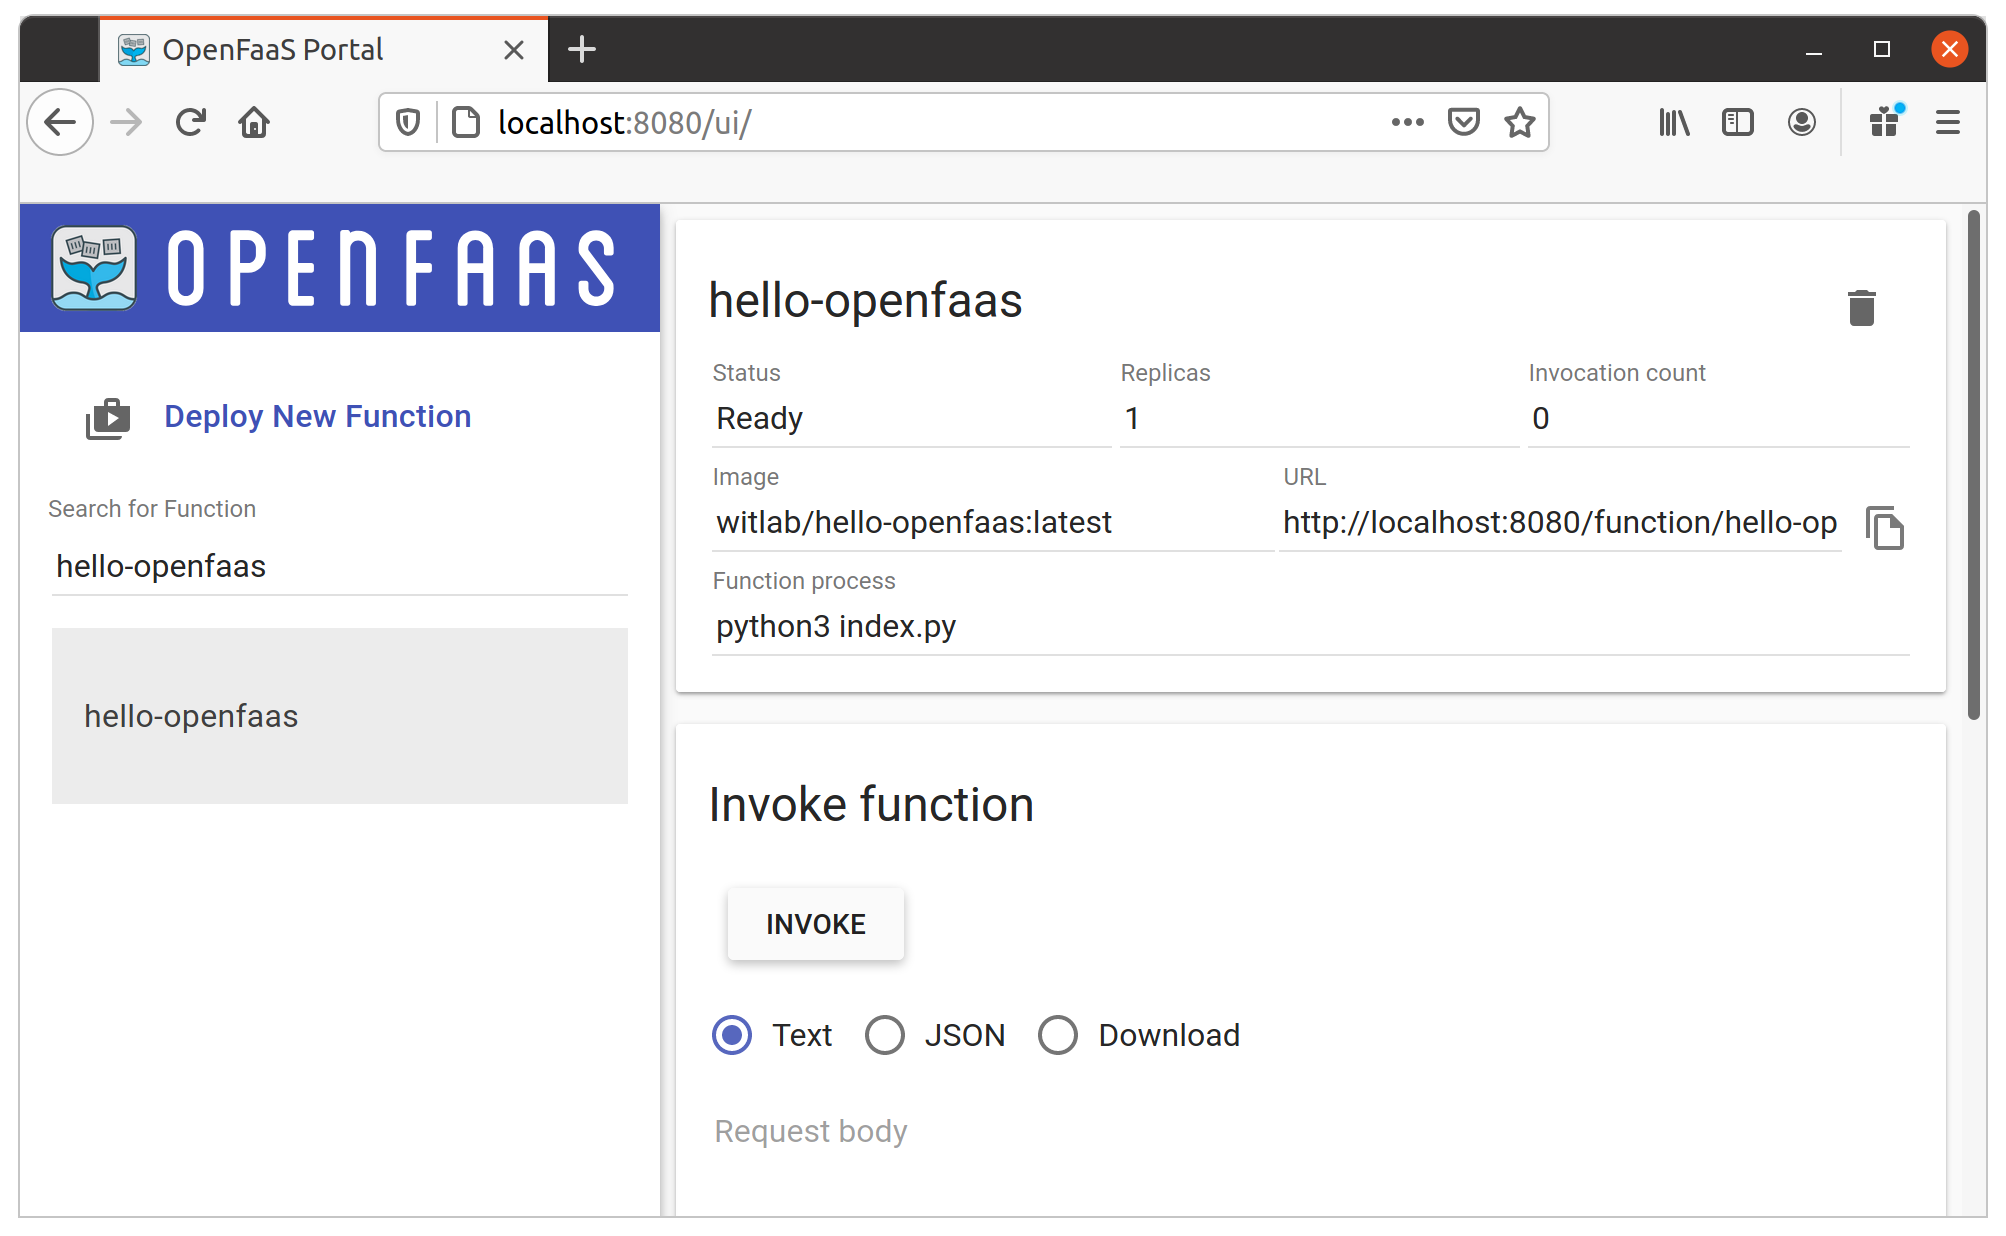 OpenFaaS Portal
localhost:8080/ui/
OPENFAAS
Deploy New Function
Search for Function
hello-openfaas
hello-openfaas
hello-openfaas
Status
Replicas
Invocation count
Ready
1
0
Image
URL
witlab/hello-openfaas:latest
http://localhost:8080/function/hello-op
Function process
python3 index.py
Invoke function
INVOKE
Text
JSON
Download
Request body